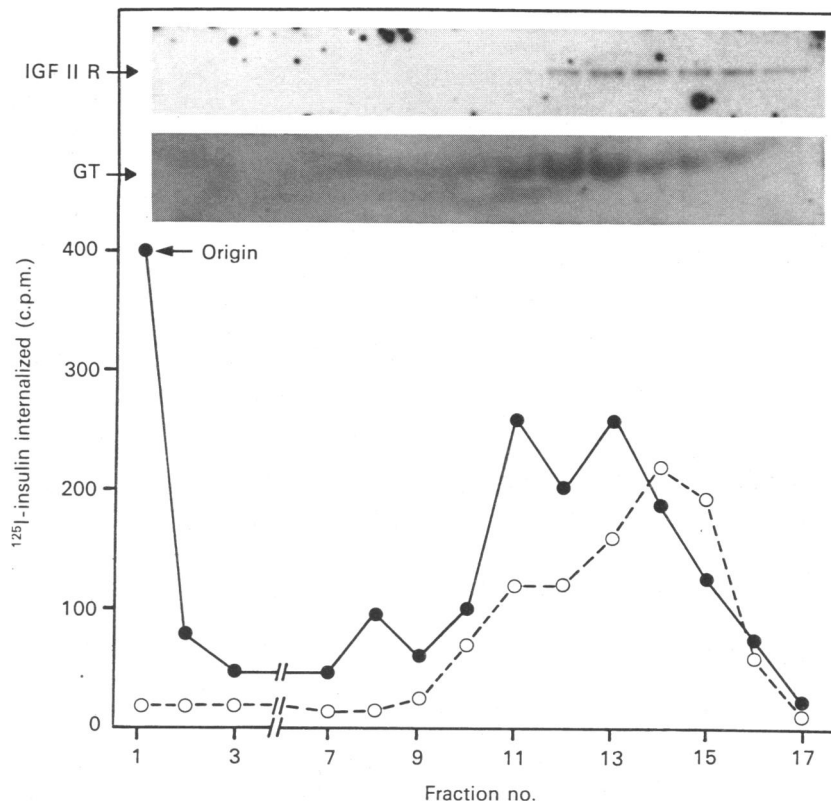 IGF II R
GT
Origin
400
300
200
100
0
¹²⁵I-insulin internalized (c.p.m.)
1 3 7 9 11 13 15 17
Fraction no.